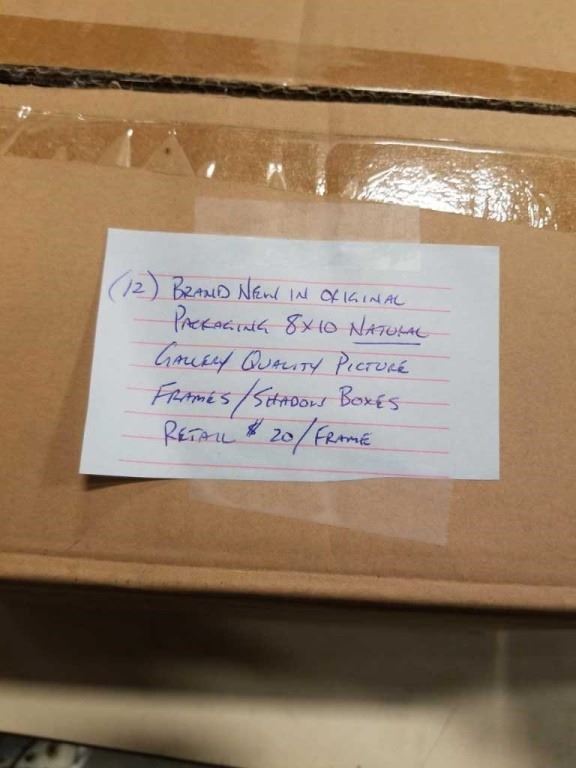 (12) BRAND NEW IN ORIGINAL
PACKAGING 8X10 NATURAL
GALLERY QUALITY PICTURE
FRAMES/SHADOW BOXES
RETAIL $20/FRAME